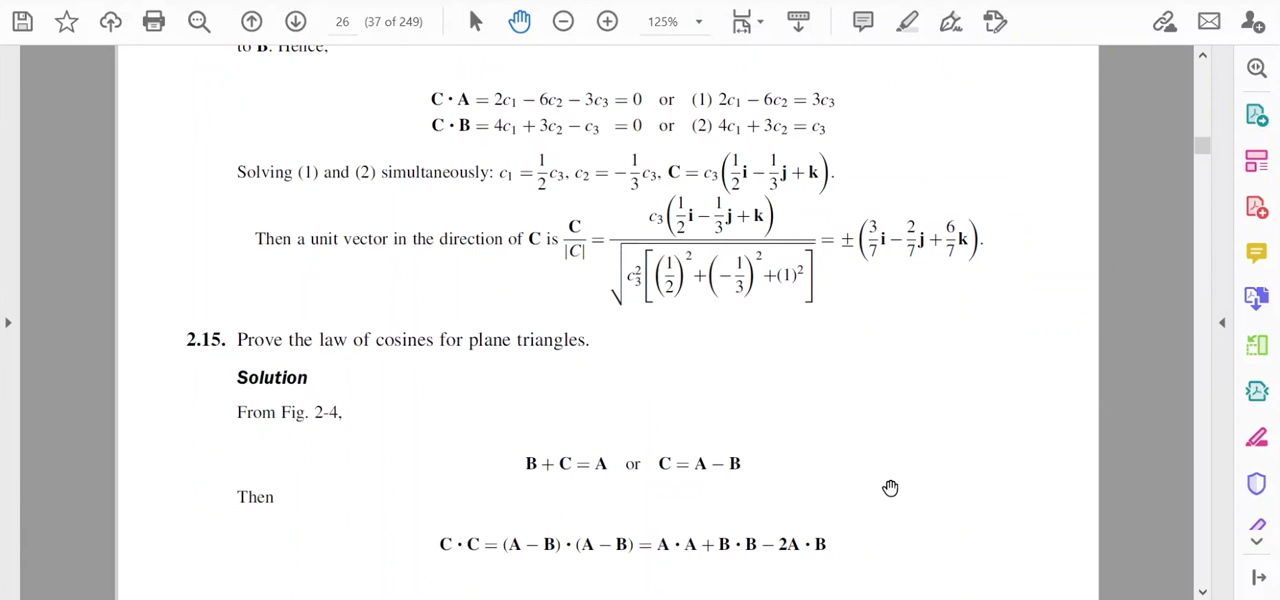 26 (37 of 249) 125%
to B. Hence,
C · A = 2c₁ − 6c₂ − 3c₃ = 0 or (1) 2c₁ − 6c₂ = 3c₃
C · B = 4c₁ + 3c₂ − c₃ = 0 or (2) 4c₁ + 3c₂ = c₃
Solving (1) and (2) simultaneously: c₁ = 1/2 c₃, c₂ = −1/3 c₃, C = c₃(1/2 i − 1/3 j + k).
Then a unit vector in the direction of C is C/|C| = c₃(1/2 i − 1/3 j + k) / √(c₃²[(1/2)² + (−1/3)² + (1)²]) = ±(3/7 i − 2/7 j + 6/7 k).
2.15. Prove the law of cosines for plane triangles.
Solution
From Fig. 2-4,
B + C = A or C = A − B
Then
C · C = (A − B) · (A − B) = A · A + B · B − 2A · B